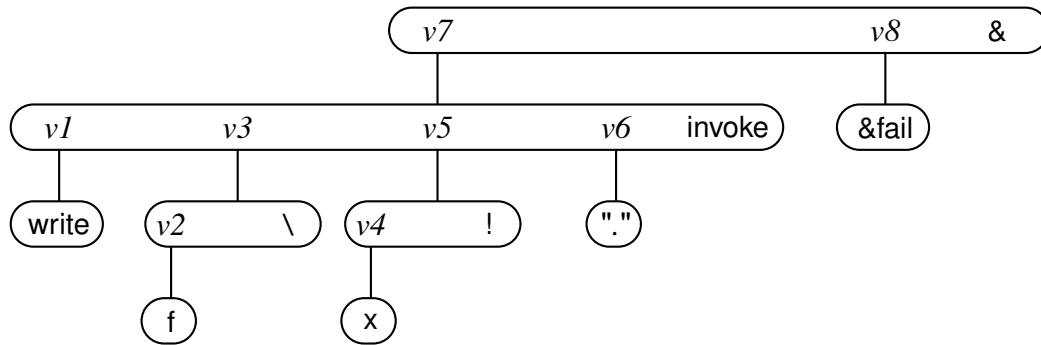 v7 v8 &
v1 v3 v5 v6 invoke &fail
write v2 \ v4 ! "."
f x